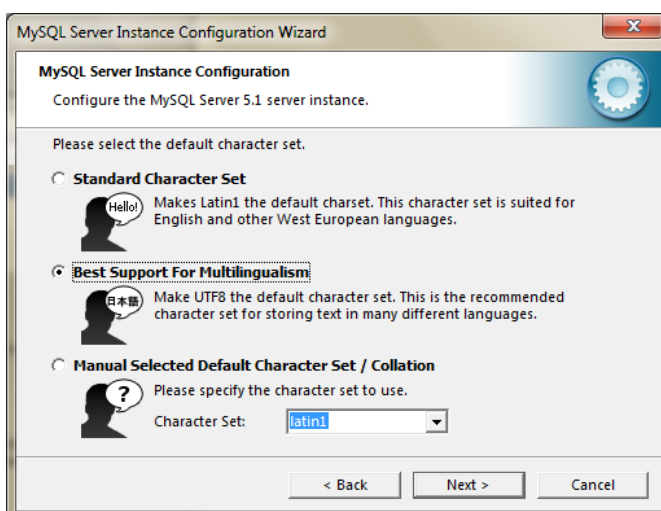 MySQL Server Instance Configuration Wizard
MySQL Server Instance Configuration
Configure the MySQL Server 5.1 server instance.
Please select the default character set.
Standard Character Set
Hello!
Makes Latin1 the default charset. This character set is suited for
English and other West European languages.
Best Support For Multilingualism
日本語
Make UTF8 the default character set. This is the recommended
character set for storing text in many different languages.
Manual Selected Default Character Set / Collation
?
Please specify the character set to use.
Character Set: latin1
< Back Next > Cancel